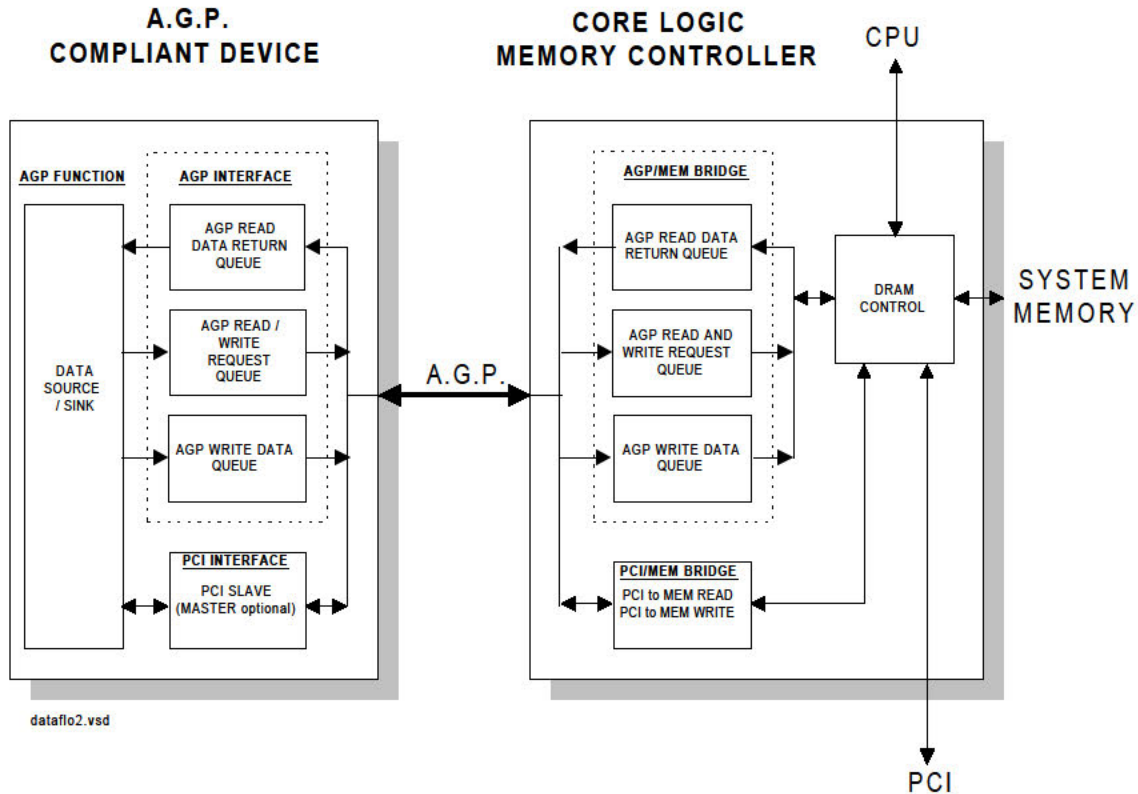 A.G.P.
COMPLIANT DEVICE
CORE LOGIC
MEMORY CONTROLLER
CPU
AGP FUNCTION
AGP INTERFACE
AGP READ
DATA RETURN
QUEUE
AGP READ /
WRITE
REQUEST
QUEUE
DATA
SOURCE
/ SINK
AGP WRITE DATA
QUEUE
PCI INTERFACE
PCI SLAVE
(MASTER optional)
A.G.P.
AGP/MEM BRIDGE
AGP READ DATA
RETURN QUEUE
AGP READ AND
WRITE REQUEST
QUEUE
AGP WRITE DATA
QUEUE
PCI/MEM BRIDGE
PCI to MEM READ
PCI to MEM WRITE
DRAM
CONTROL
SYSTEM
MEMORY
dataflo2.vsd
PCI